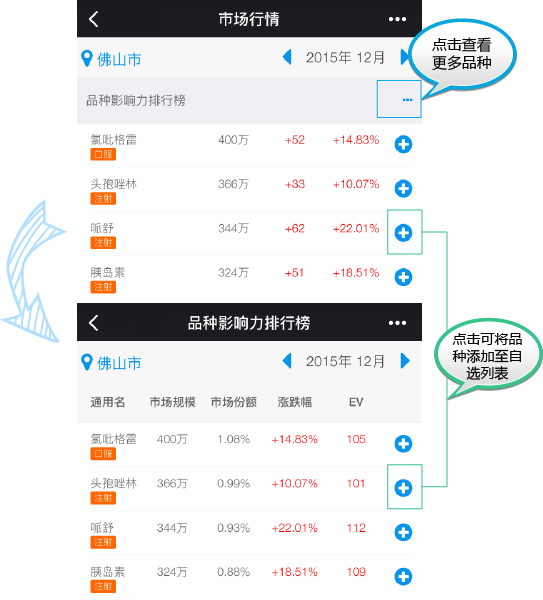 市场行情
佛山市 2015年 12月
点击查看
更多品种
品种影响力排行榜
氯吡格雷 400万 +52 +14.83%
口服
头孢唑林 366万 +33 +10.07%
注射
哌舒 344万 +62 +22.01%
注射
胰岛素 324万 +51 +18.51%
注射
品种影响力排行榜
佛山市 2015年 12月
点击可将品
种添加至自
选列表
通用名 市场规模 市场份额 涨跌幅 EV
氯吡格雷 400万 1.08% +14.83% 105
口服
头孢唑林 366万 0.99% +10.07% 101
注射
哌舒 344万 0.93% +22.01% 112
注射
胰岛素 324万 0.88% +18.51% 109
注射